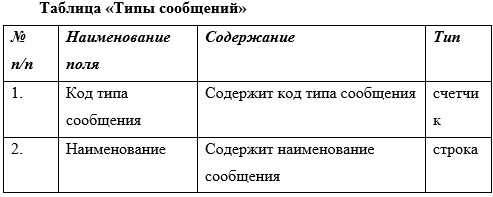 Таблица «Типы сообщений»
№ п/п Наименование поля Содержание Тип
1. Код типа сообщения Содержит код типа сообщения счетчик
2. Наименование Содержит наименование сообщения строка